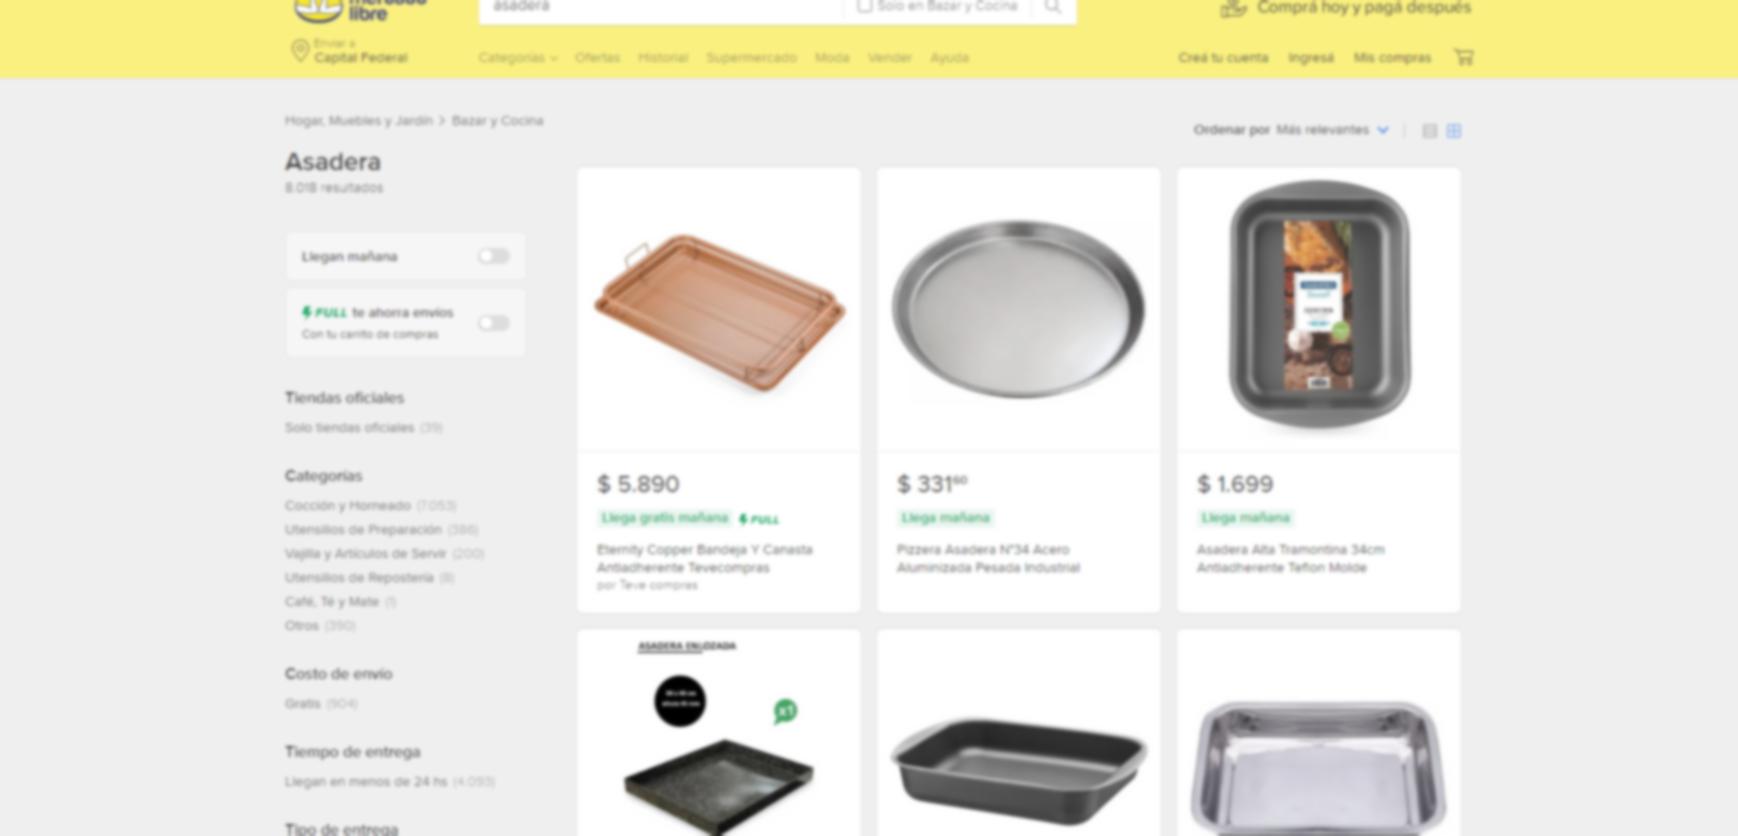 mercado
libre
asadera
Solo en Bazar y Cocina
Comprá hoy y pagá después
Enviar a
Capital Federal
Categorías
Ofertas
Historial
Supermercado
Moda
Vender
Ayuda
Creá tu cuenta
Ingresá
Mis compras
Hogar, Muebles y Jardín > Bazar y Cocina
Ordenar por Más relevantes
Asadera
8.018 resultados
Llegan mañana
FULL te ahorra envíos
Con tu carrito de compras
Tiendas oficiales
Solo tiendas oficiales (39)
Categorías
Cocción y Horneado (7.053)
Utensilios de Preparación (386)
Vajilla y Artículos de Servir (200)
Utensilios de Repostería (8)
Café, Té y Mate (1)
Otros (390)
Costo de envío
Gratis (904)
Tiempo de entrega
Llegan en menos de 24 hs (4.093)
Tipo de entrega
$ 5.890
Llega gratis mañana FULL
Eternity Copper Bandeja Y Canasta
Antiadherente Tevecompras
por Teve compras
$ 331⁶⁰
Llega mañana
Pizzera Asadera N°34 Acero
Aluminizada Pesada Industrial
$ 1.699
Llega mañana
Asadera Alta Tramontina 34cm
Antiadherente Teflon Molde
ASADERA ENLOZADA
x1